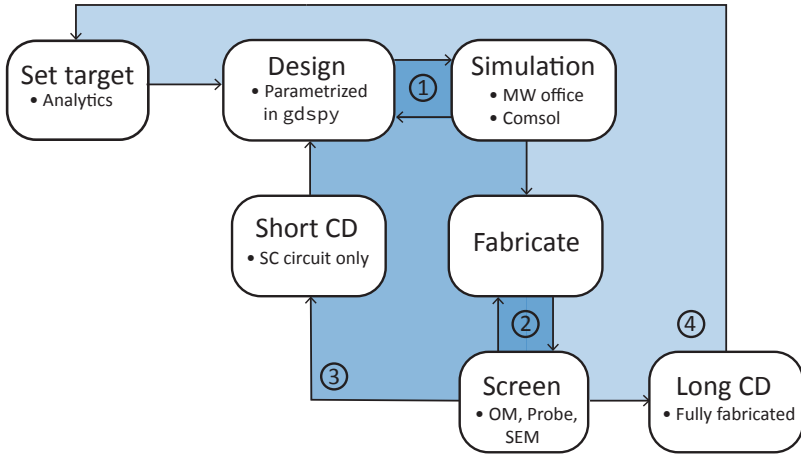 Set target
• Analytics
Design
• Parametrized
in gdspy
①
Simulation
• MW office
• Comsol
Short CD
• SC circuit only
Fabricate
②
③
④
Screen
• OM, Probe,
SEM
Long CD
• Fully fabricated